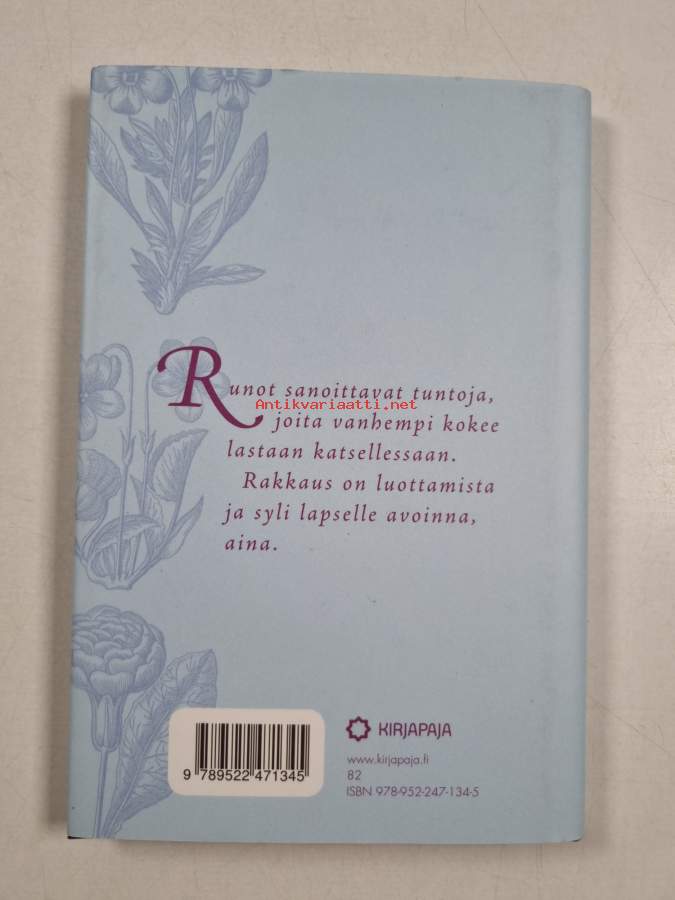 Runot sanoittavat tuntoja,
Antikvariaatti.net
joita vanhempi kokee
lastaan katsellessaan.
Rakkaus on luottamista
ja syli lapselle avoinna,
aina.
KIRJAPAJA
www.kirjapaja.fi
82
ISBN 978-952-247-134-5
9 789522 471345